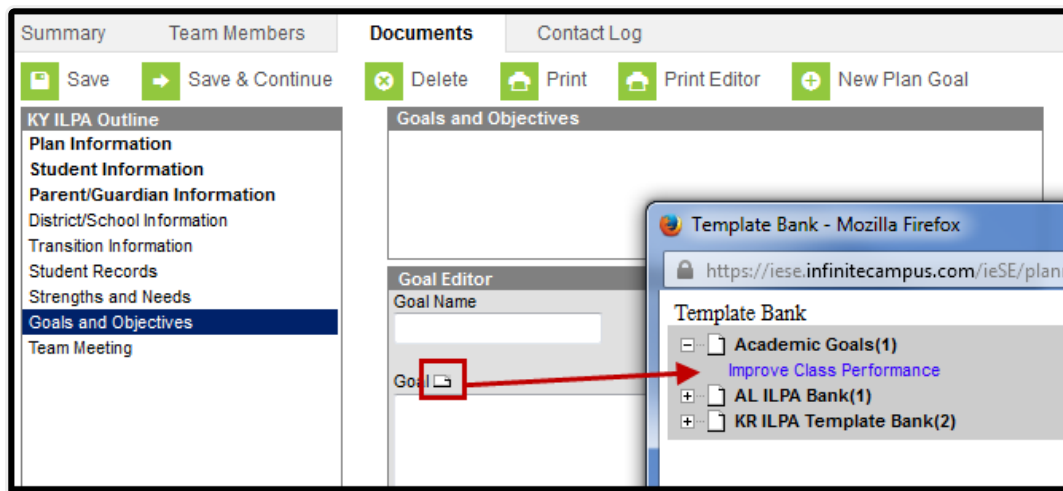 Summary Team Members Documents Contact Log
Save Save & Continue Delete Print Print Editor New Plan Goal
KY ILPA Outline
Plan Information
Student Information
Parent/Guardian Information
District/School Information
Transition Information
Student Records
Strengths and Needs
Goals and Objectives
Team Meeting
Goals and Objectives
Goal Editor
Goal Name
Goal
Template Bank - Mozilla Firefox
https://iese.infinitecampus.com/ieSE/plan
Template Bank
Academic Goals(1)
Improve Class Performance
AL ILPA Bank(1)
KR ILPA Template Bank(2)